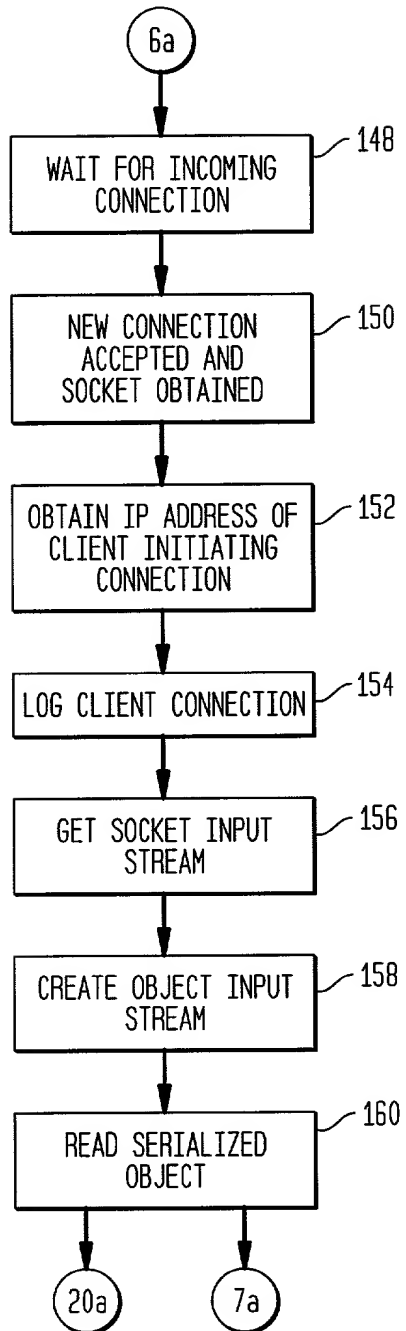 6a
WAIT FOR INCOMING
CONNECTION
148
NEW CONNECTION
ACCEPTED AND
SOCKET OBTAINED
150
OBTAIN IP ADDRESS OF
CLIENT INITIATING
CONNECTION
152
LOG CLIENT CONNECTION
154
GET SOCKET INPUT
STREAM
156
CREATE OBJECT INPUT
STREAM
158
READ SERIALIZED
OBJECT
160
20a
7a